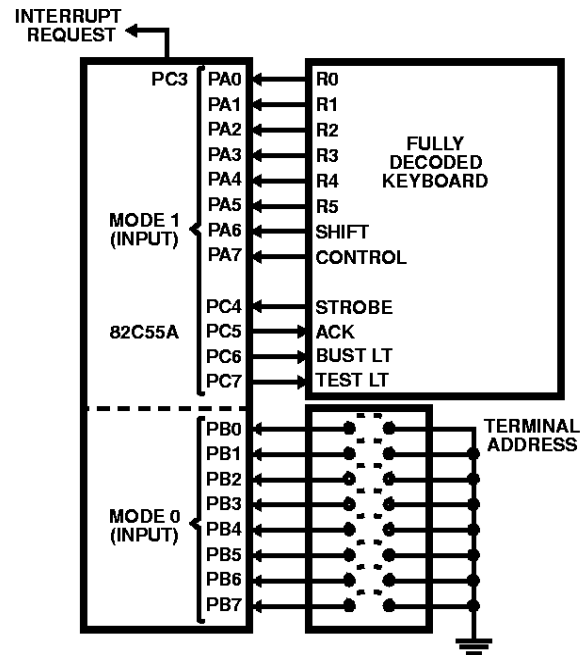 INTERRUPT
REQUEST
PC3 PA0 R0
PA1 R1
PA2 R2
PA3 R3
PA4 R4
PA5 R5
PA6 SHIFT
PA7 CONTROL
FULLY
DECODED
KEYBOARD
MODE 1
(INPUT)
PC4 STROBE
82C55A PC5 ACK
PC6 BUST LT
PC7 TEST LT
PB0
PB1
PB2
PB3
PB4
PB5
PB6
PB7
MODE 0
(INPUT)
TERMINAL
ADDRESS